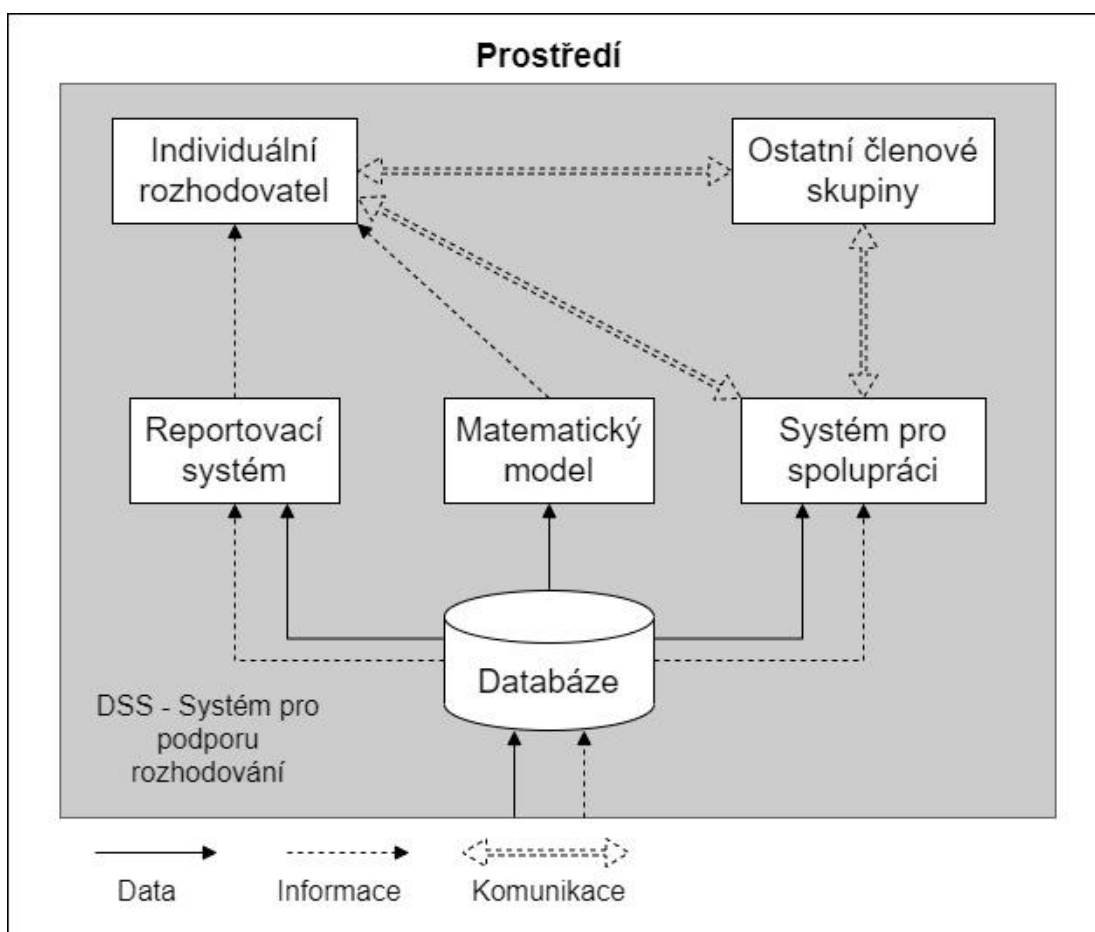 Prostředí
Individuální
rozhodovatel
Ostatní členové
skupiny
Reportovací
systém
Matematický
model
Systém pro
spolupráci
Databáze
DSS - Systém pro
podporu
rozhodování
Data
Informace
Komunikace